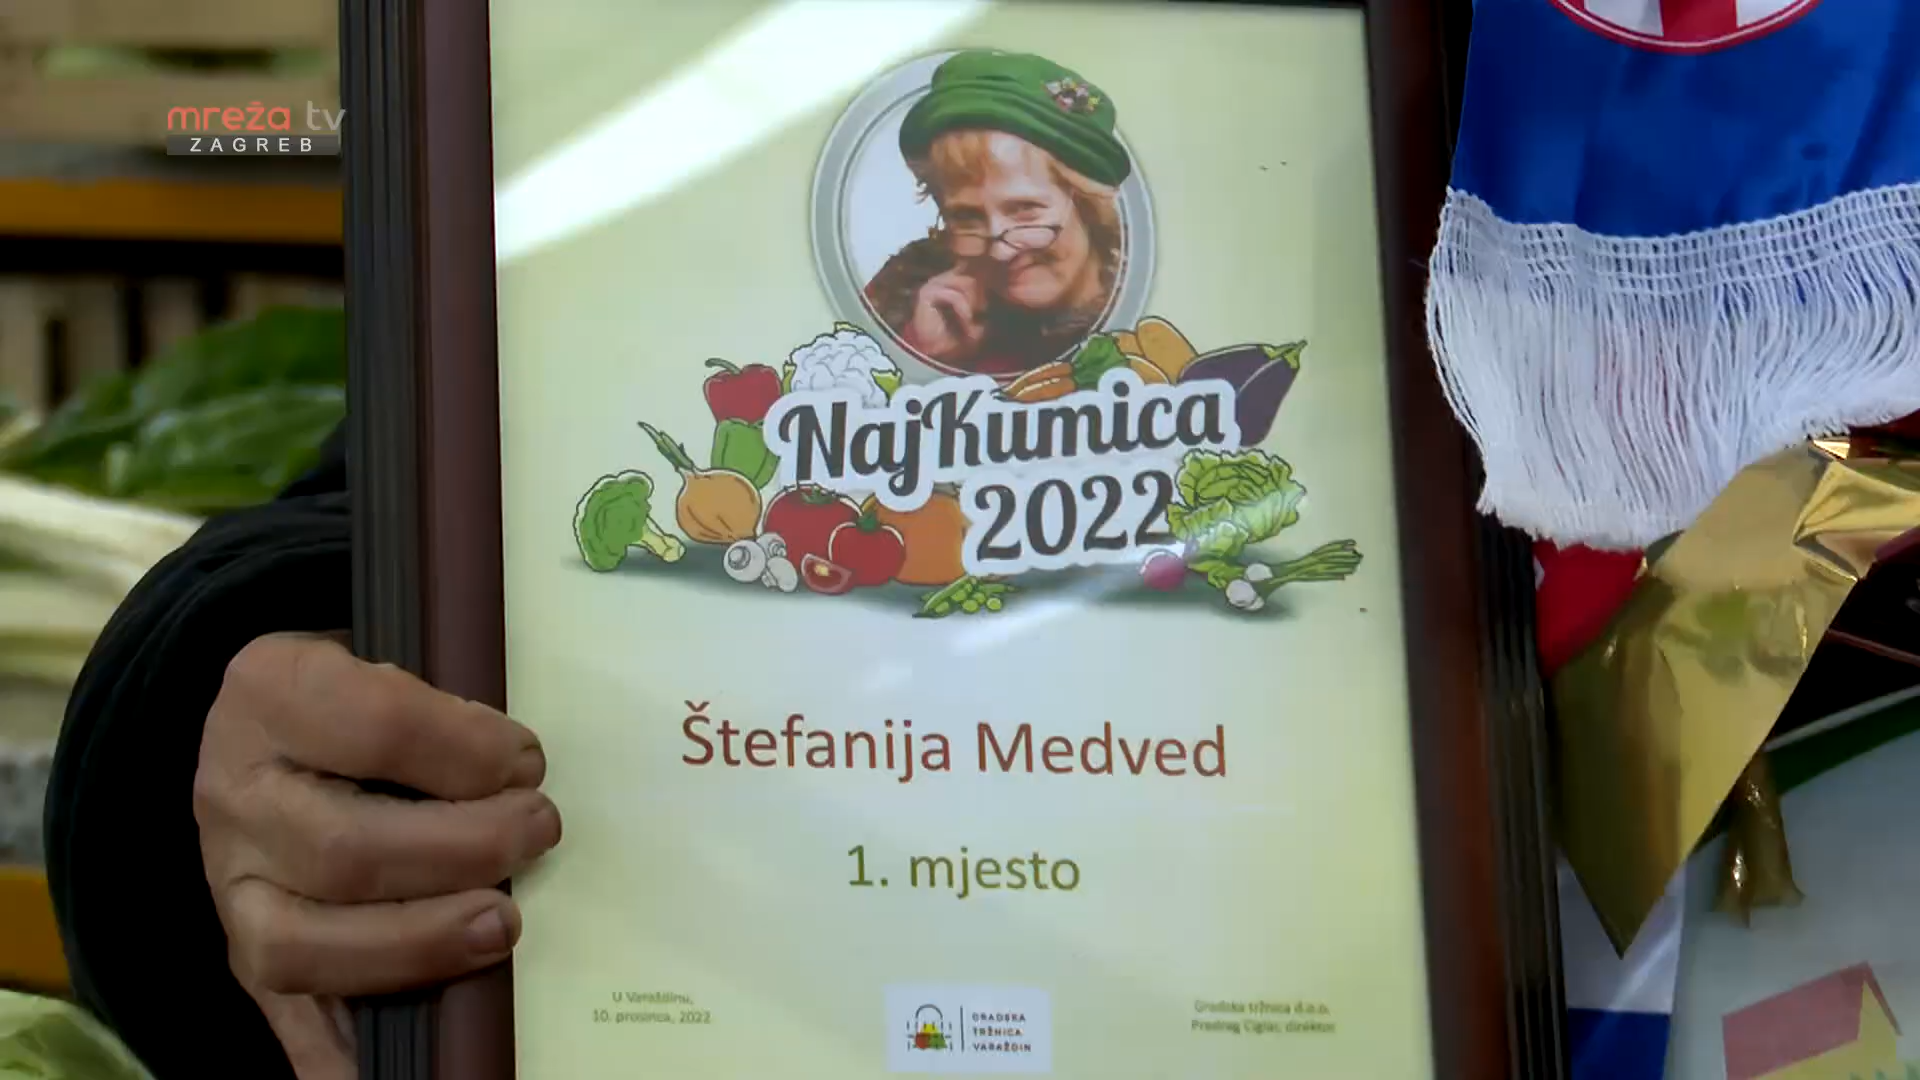 mreža tv
ZAGREB
NajKumica
2022
Štefanija Medved
1. mjesto
U Varaždinu,
10. prosinca, 2022
GRADSKA
TRŽNICA
VARAŽDIN
Gradska tržnica d.o.o.
Predrag Ciglar, direktor